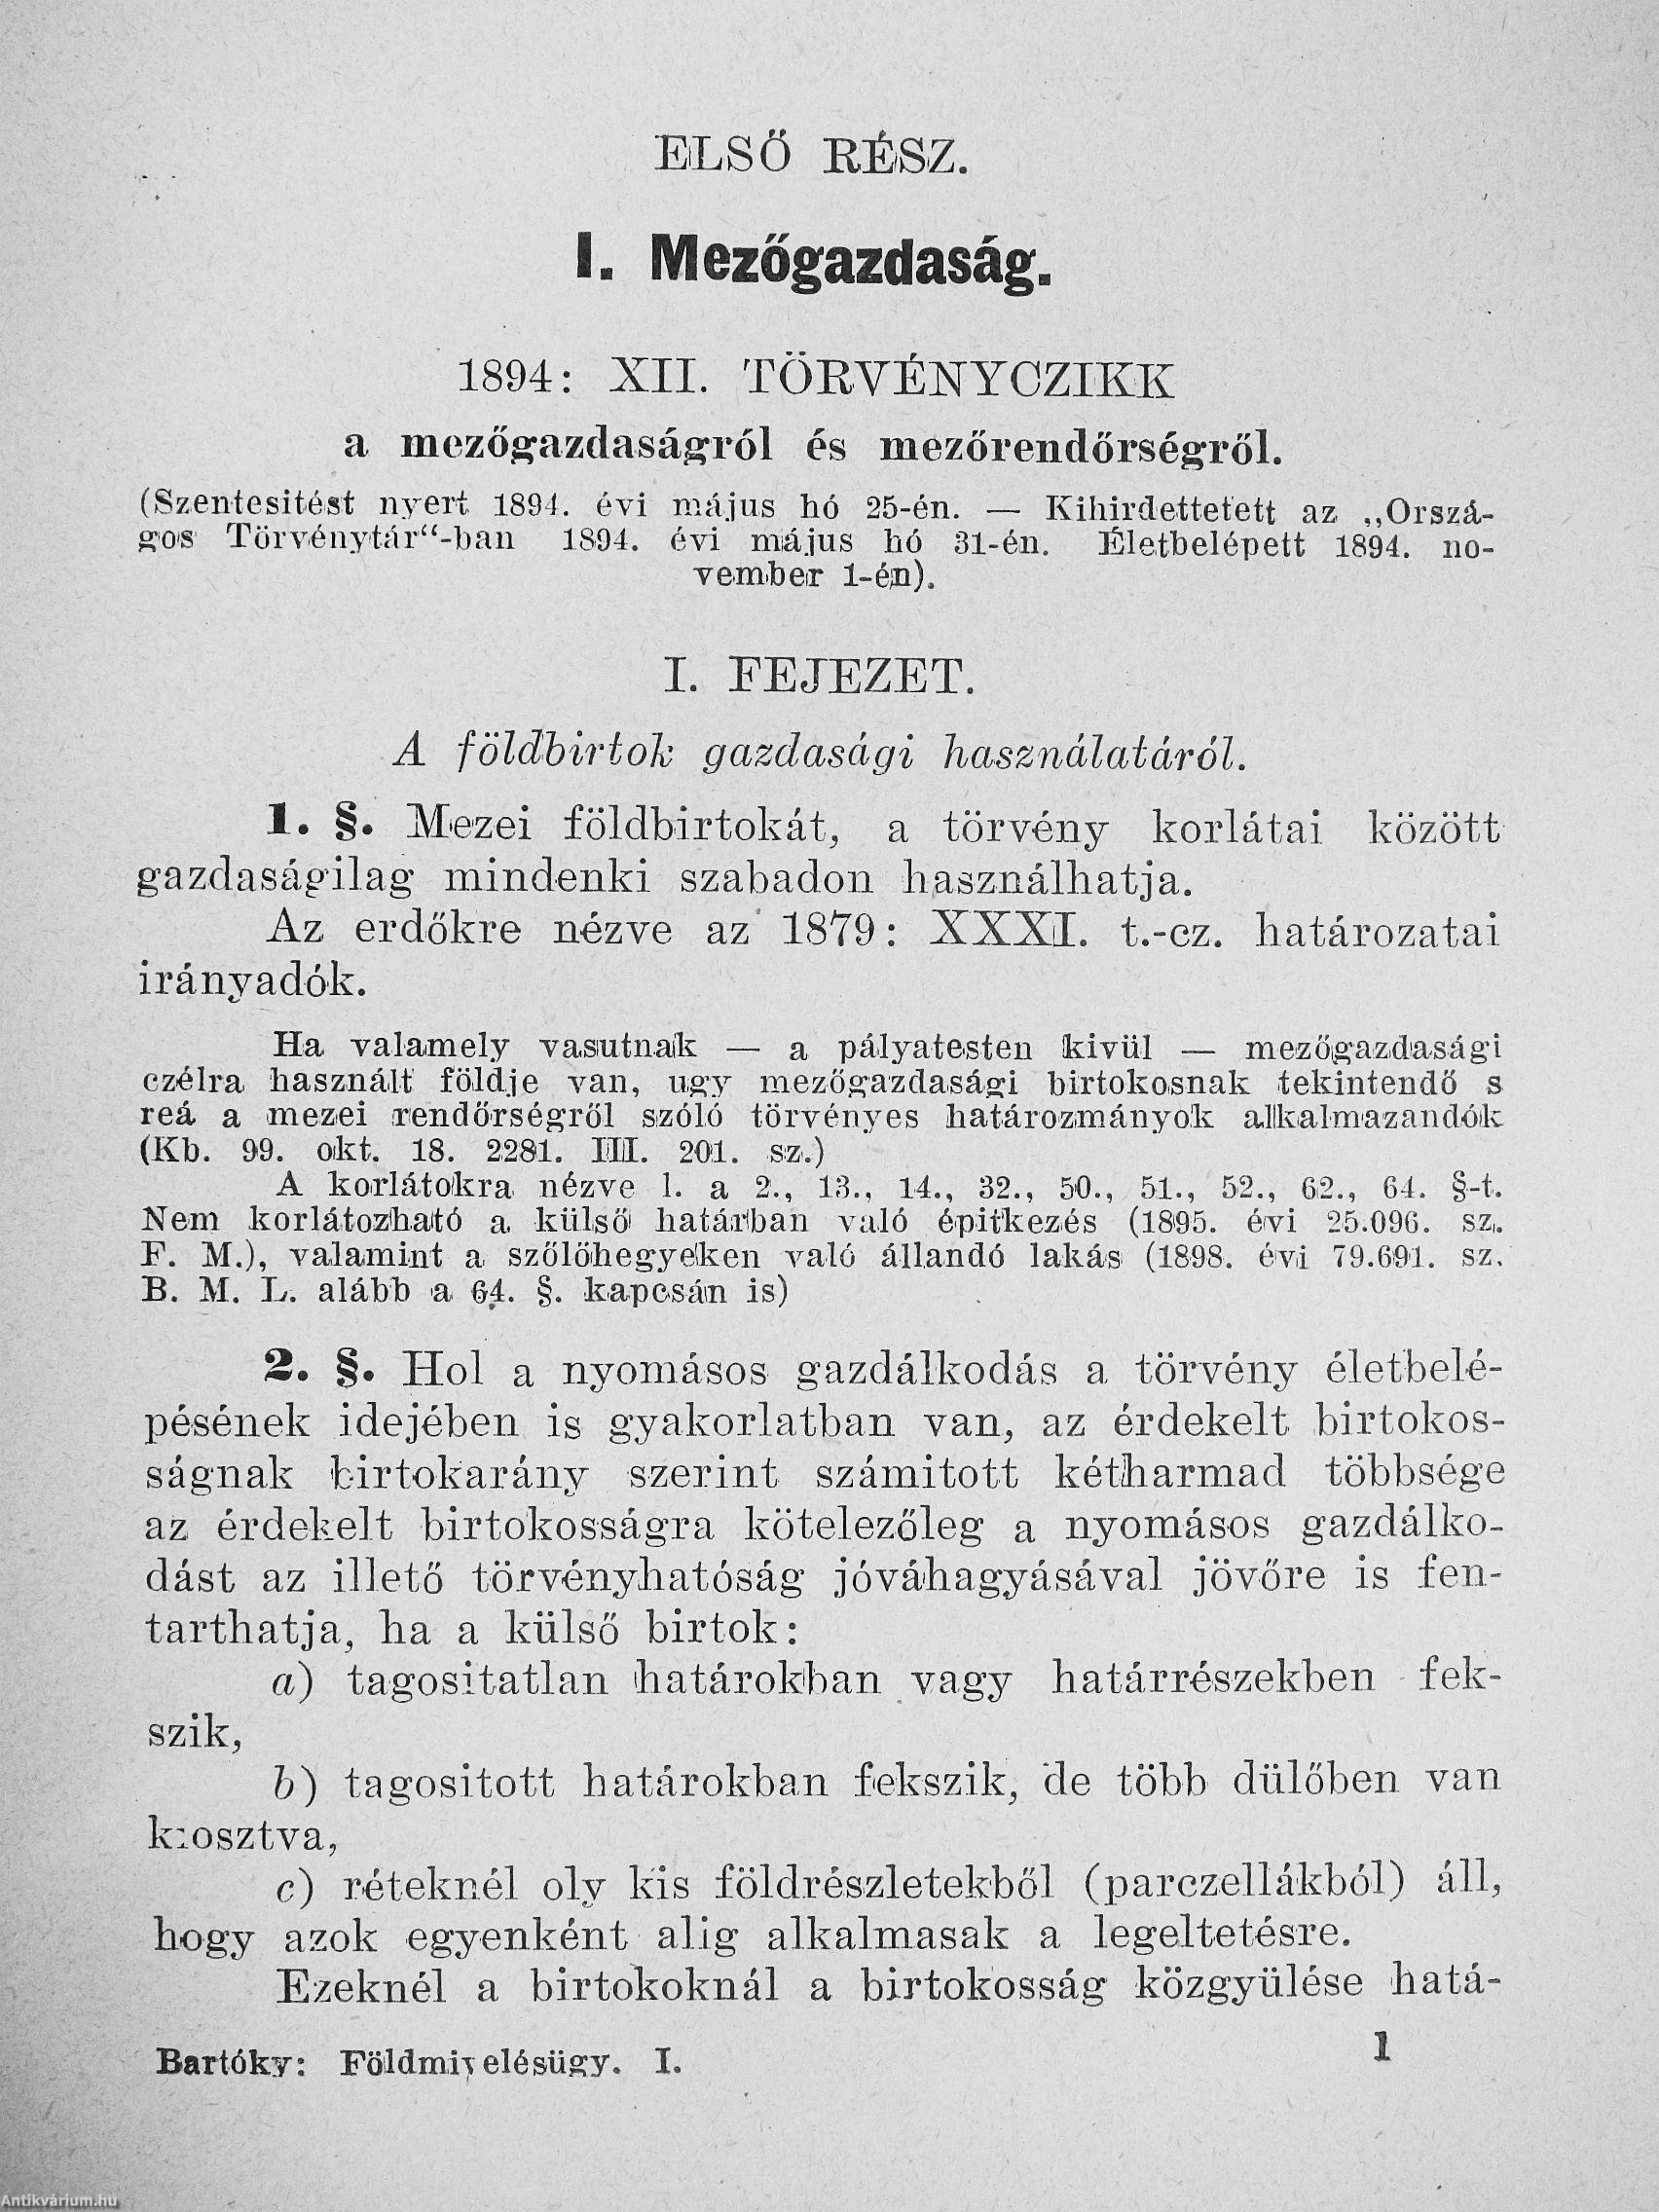 ELSŐ RÉSZ.
I. Mezőgazdaság.
1894: XII. TÖRVÉNYCZIKK
a mezőgazdaságról és mezőrendőrségről.
(Szentesitést nyert 1894. évi május hó 25-én. — Kihirdettetett az „Orszá-
gos Törvénytár“-ban 1894. évi május hó 31-én. Életbelépett 1894. no-
vember 1-én).
I. FEJEZET.
A földbirtok gazdasági használatáról.
1. §. Mezei földbirtokát, a törvény korlátai között
gazdaságilag mindenki szabadon használhatja.
Az erdőkre nézve az 1879: XXXI. t.-cz. határozatai
irányadók.
Ha valamely vasutnak — a pályatesten kivül — mezőgazdasági
czélra használt földje van, ugy mezőgazdasági birtokosnak tekintendő s
reá a mezei rendőrségről szóló törvényes határozmányok alkalmazandók
(Kb. 99. okt. 18. 2281. III. 201. sz.)
A korlátokra nézve l. a 2., 13., 14., 32., 50., 51., 52., 62., 64. §-t.
Nem korlátozható a külső határban való épitkezés (1895. évi 25.096. sz.
F. M.), valamint a szőlőhegyeken való állandó lakás (1898. évi 79.691. sz.
B. M. L. alább a 64. §. kapcsán is)
2. §. Hol a nyomásos gazdálkodás a törvény életbelé-
pésének idejében is gyakorlatban van, az érdekelt birtokos-
ságnak birtokarány szerint számitott kétharmad többsége
az érdekelt birtokosságra kötelezőleg a nyomásos gazdálko-
dást az illető törvényhatóság jóváhagyásával jövőre is fen-
tarthatja, ha a külső birtok:
a) tagositatlan határokban vagy határrészekben fek-
szik,
b) tagositott határokban fekszik, de több dülőben van
kiosztva,
c) réteknél oly kis földrészletekből (parczellákból) áll,
hogy azok egyenként alig alkalmasak a legeltetésre.
Ezeknél a birtokoknál a birtokosság közgyülése hatá-
Bartóky: Földmivelésügy. I. 1
Antikvárium.hu